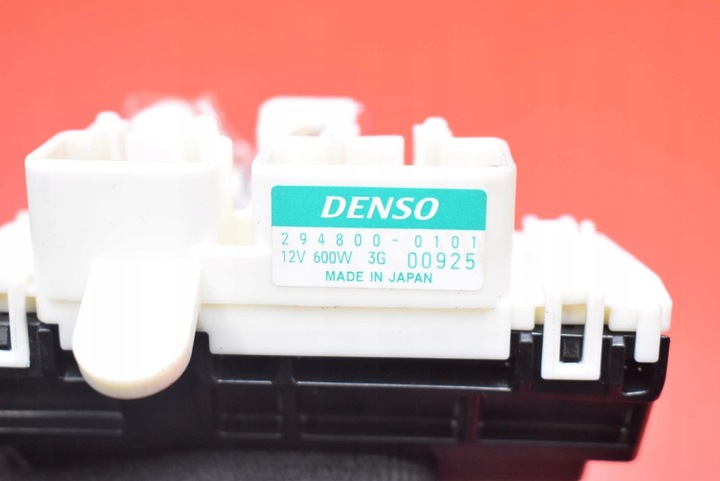 DENSO
294800-0101
12V 600W 3G 00925
MADE IN JAPAN